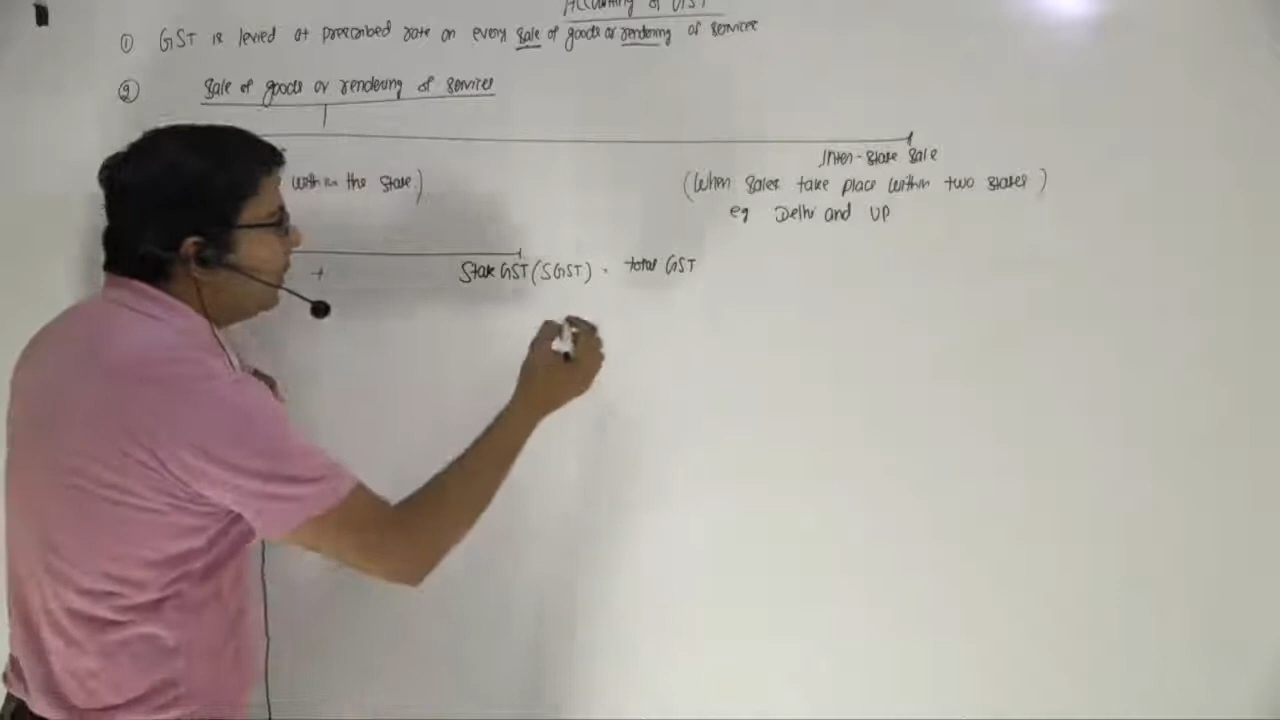 Accounting of GST
① GST is levied at prescribed rate on every sale of goods or rendering of services
② Sale of goods or rendering of services
Inter-State Sale
within the State)
(When Sales take place within two states)
eg Delhi and UP
+ State GST (SGST) = total GST